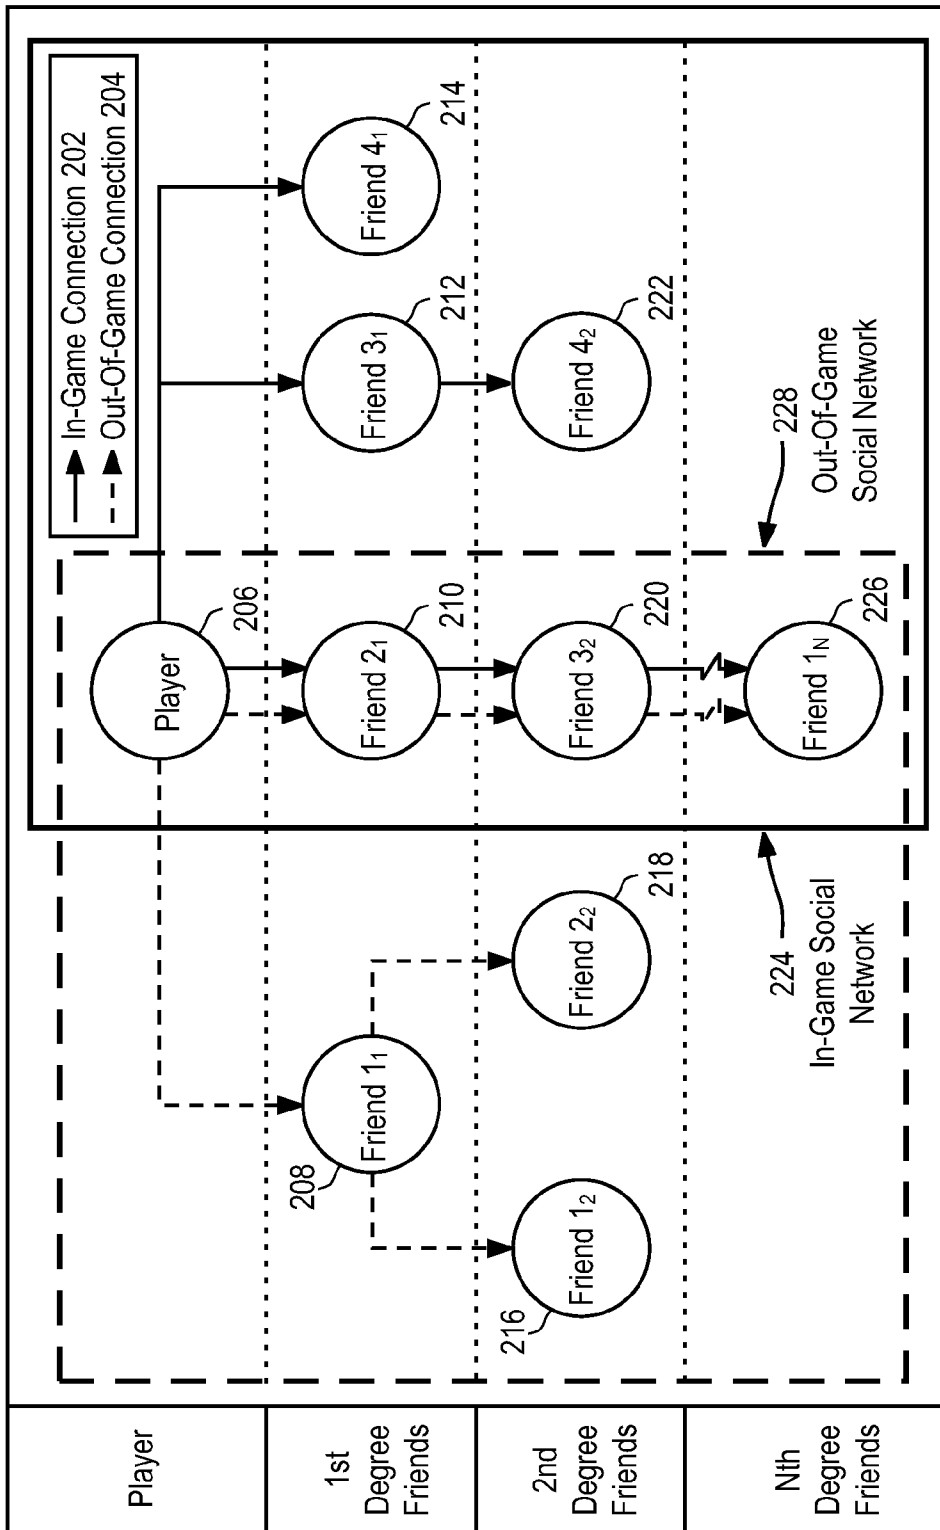 Player
1st
Degree
Friends
2nd
Degree
Friends
Nth
Degree
Friends
In-Game Connection 202
Out-Of-Game Connection 204
Player
206
Friend 1₁
208
Friend 2₁
210
Friend 3₁
212
Friend 4₁
214
Friend 1₂
216
Friend 2₂
218
Friend 3₂
220
Friend 4₂
222
224
In-Game Social
Network
Friend 1N
226
228
Out-Of-Game
Social Network